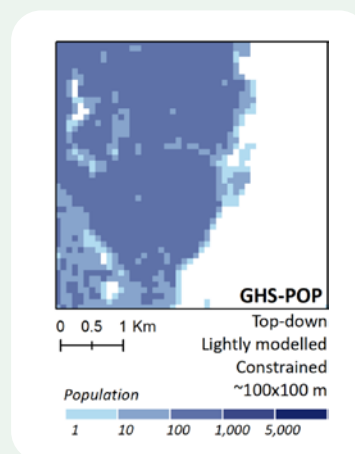 GHS-POP
Top-down
Lightly modelled
Constrained
~100x100 m
0 0.5 1 Km
Population
1 10 100 1,000 5,000